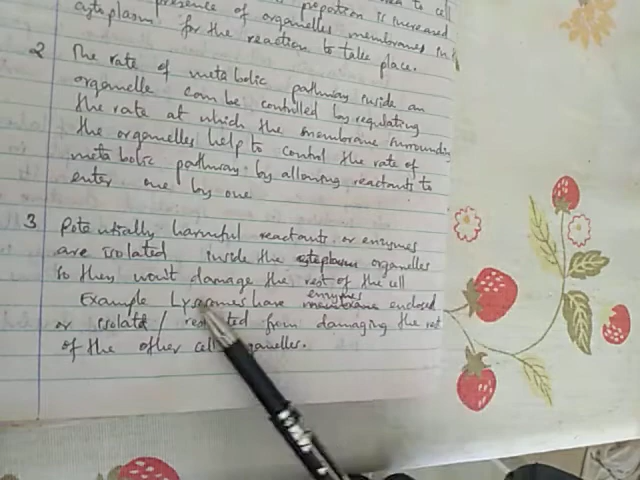 to cell
presence of organelles membranes in
is increased
cytoplasm for the reaction to take place.
2 The rate of metabolic pathway inside an
organelle can be controlled by regulating
the rate at which the membrane surrounding
the organelles help to control the rate of
metabolic pathway by allowing reactants to
enter one by one
3 Potentially harmful reactants or enzymes
are isolated inside the organelles
so they won't damage the rest of the cell
Example Lysosomes have enzymes enclosed
or isolated / from damaging the rest
of the other cell organelles.